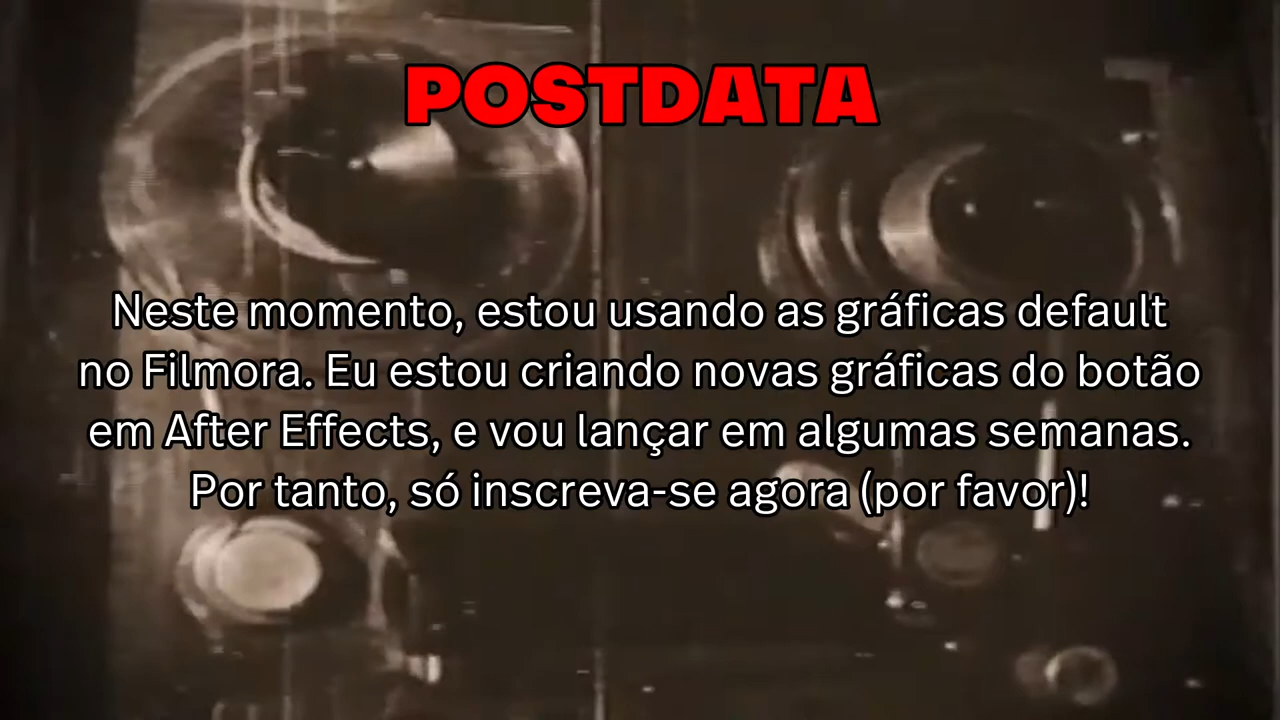 POSTDATA
Neste momento, estou usando as gráficas default
no Filmora. Eu estou criando novas gráficas do botão
em After Effects, e vou lançar em algumas semanas.
Por tanto, só inscreva-se agora (por favor)!